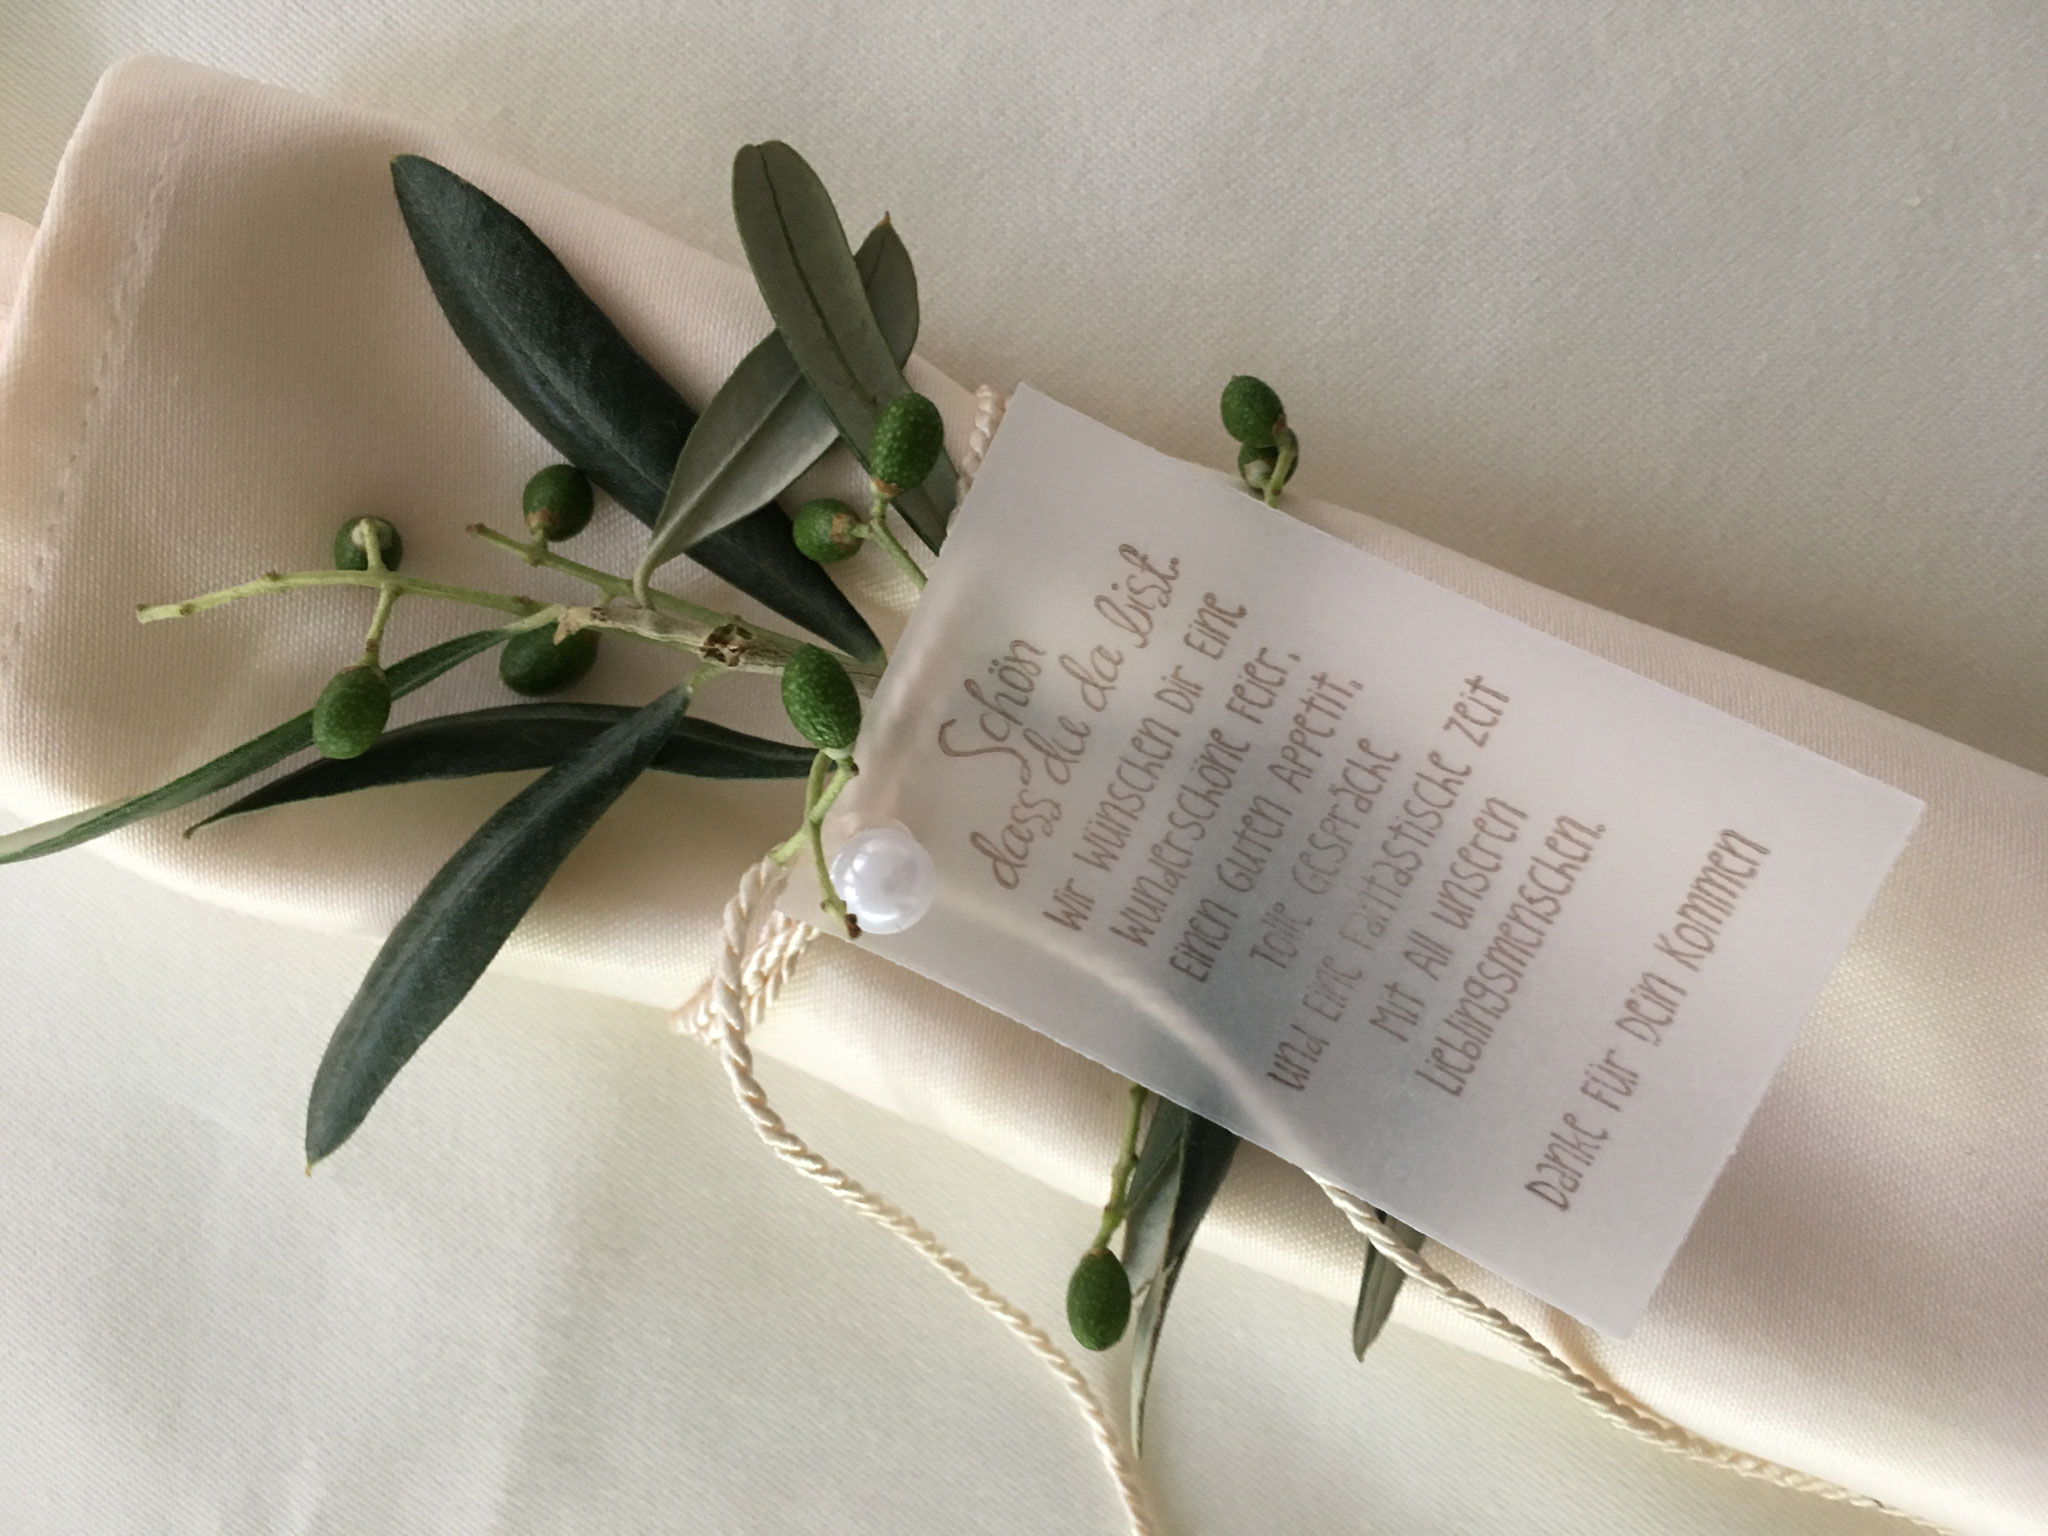 Schön
dass du da bist.
Wir wünschen dir eine
wunderschöne Feier,
einen guten Appetit,
tolle Gespräche
und eine fantastische Zeit
mit all unseren
Lieblingsmenschen.
Danke für dein Kommen